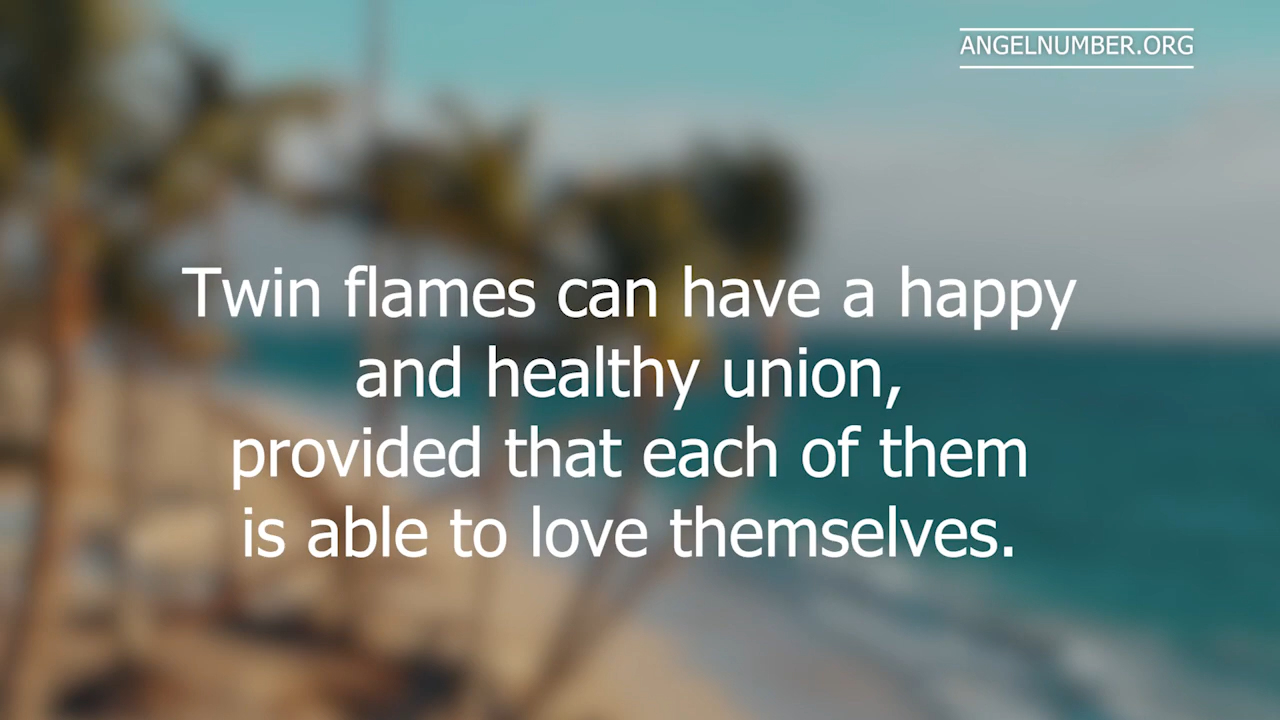 ANGELNUMBER.ORG
Twin flames can have a happy
and healthy union,
provided that each of them
is able to love themselves.